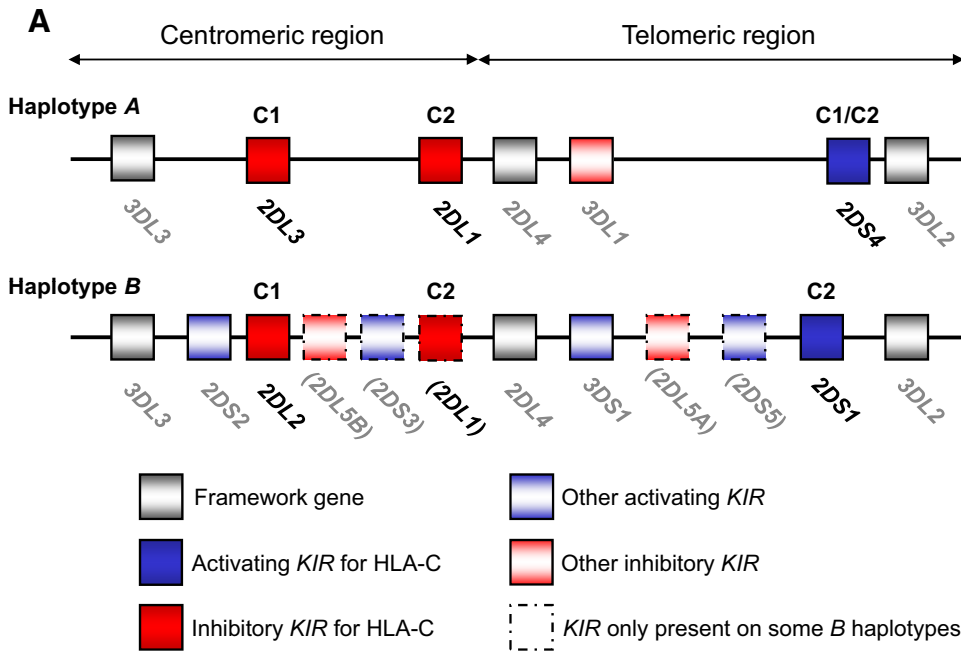 A
Centromeric region Telomeric region
Haplotype A
C1 C2 C1/C2
3DL3 2DL3 2DL1 2DL4 3DL1 2DS4 3DL2
Haplotype B
C1 C2 C2
3DL3 2DS2 2DL2 (2DL5B) (2DS3) (2DL1) 2DL4 3DS1 (2DL5A) (2DS5) 2DS1 3DL2
Framework gene Other activating KIR
Activating KIR for HLA-C Other inhibitory KIR
Inhibitory KIR for HLA-C KIR only present on some B haplotypes